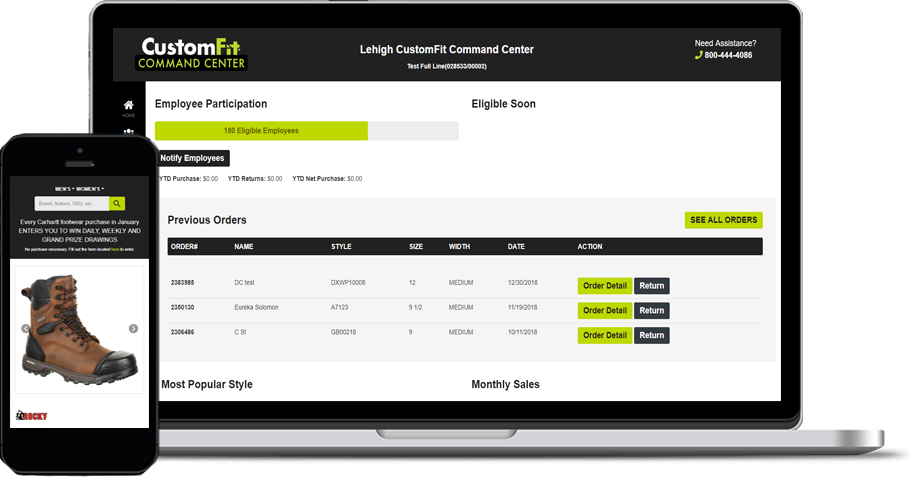 CustomFit
COMMAND CENTER
Lehigh CustomFit Command Center
Test Full Line(028533/00002)
Need Assistance?
800-444-4086
HOME
Employee Participation
Eligible Soon
180 Eligible Employees
Notify Employees
YTD Purchase: $0.00 YTD Returns: $0.00 YTD Net Purchase: $0.00
Previous Orders
SEE ALL ORDERS
ORDER# NAME STYLE SIZE WIDTH DATE ACTION
2383985 DC test DXWP10008 12 MEDIUM 12/30/2018 Order Detail Return
2350130 Eureka Solomon A7123 9 1/2 MEDIUM 11/19/2018 Order Detail Return
2306486 C St GB00218 9 MEDIUM 10/11/2018 Order Detail Return
Most Popular Style
Monthly Sales
MEN'S WOMEN'S
Brand, feature, SKU, etc.
Every Carhartt footwear purchase in January
ENTERS YOU TO WIN DAILY, WEEKLY AND
GRAND PRIZE DRAWINGS
No purchase necessary. Fill out the form located here to enter.
ROCKY